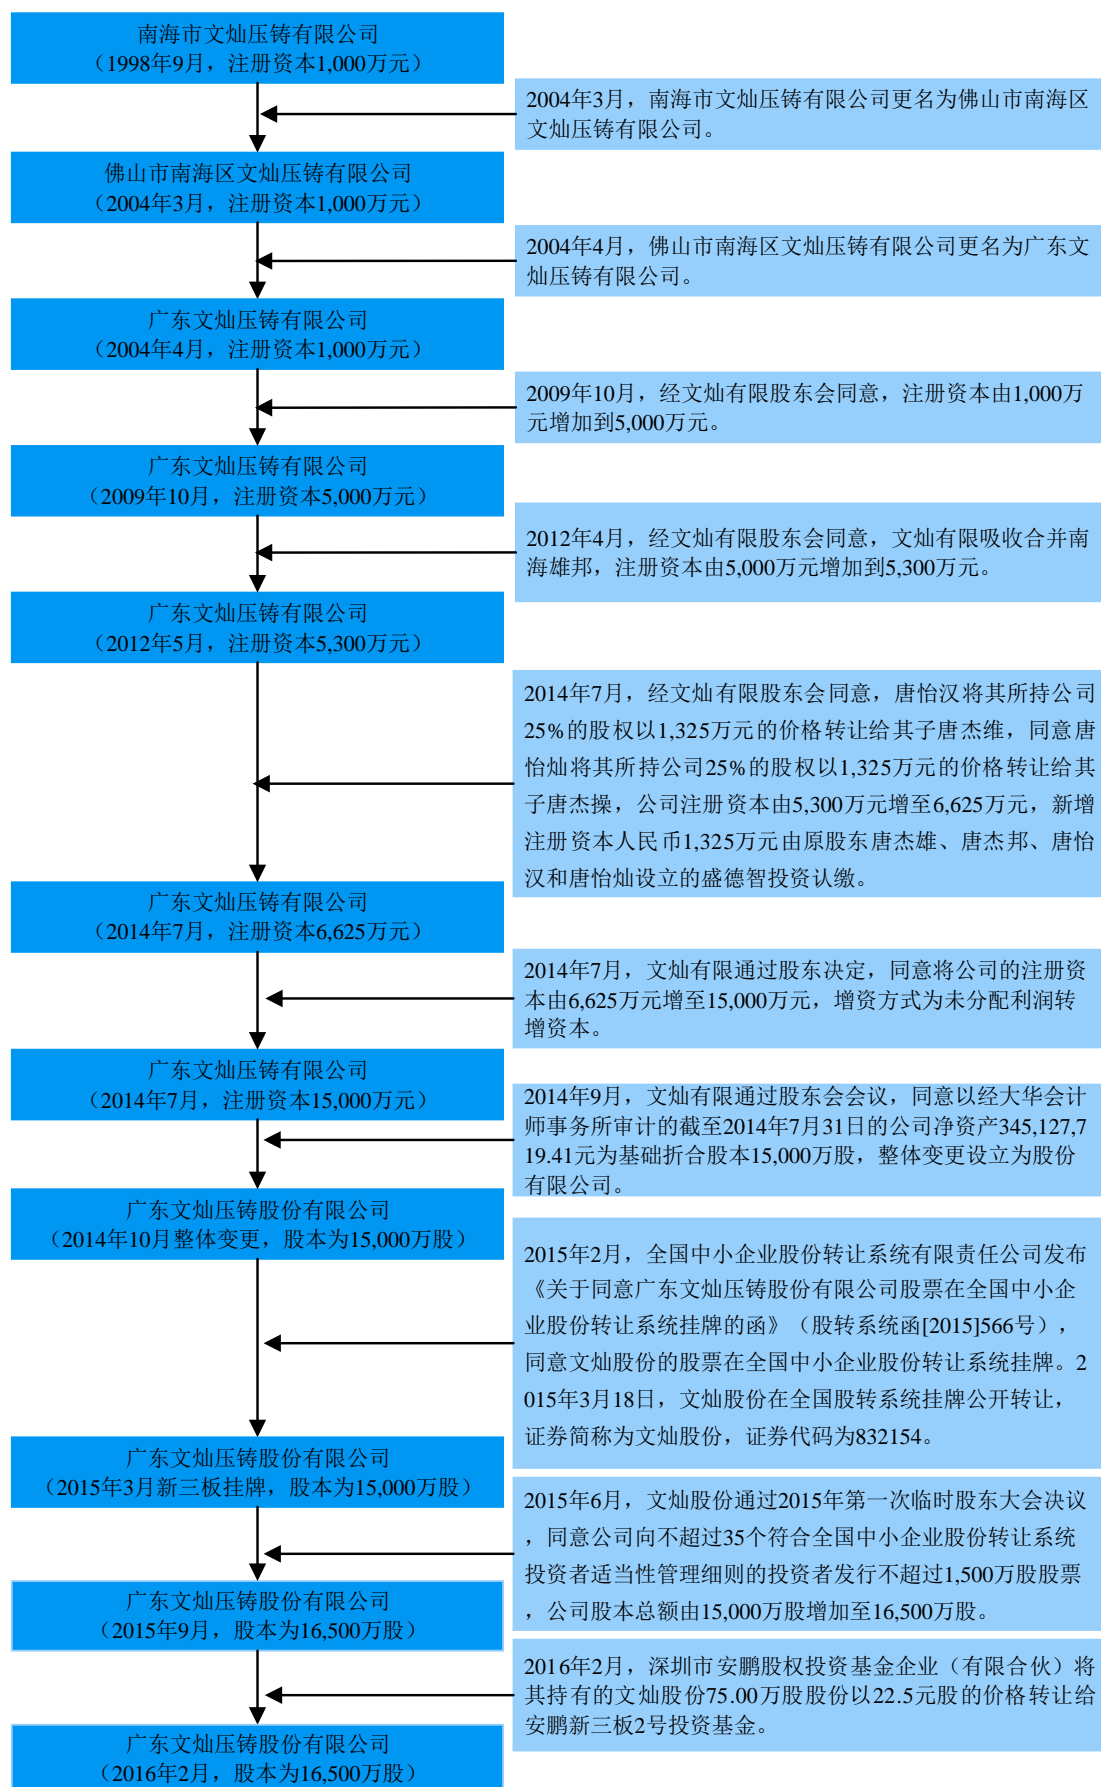 南海市文灿压铸有限公司
（1998年9月，注册资本1,000万元）
2004年3月，南海市文灿压铸有限公司更名为佛山市南海区
文灿压铸有限公司。
佛山市南海区文灿压铸有限公司
（2004年3月，注册资本1,000万元）
2004年4月，佛山市南海区文灿压铸有限公司更名为广东文
灿压铸有限公司。
广东文灿压铸有限公司
（2004年4月，注册资本1,000万元）
2009年10月，经文灿有限股东会同意，注册资本由1,000万
元增加到5,000万元。
广东文灿压铸有限公司
（2009年10月，注册资本5,000万元）
2012年4月，经文灿有限股东会同意，文灿有限吸收合并南
海雄邦，注册资本由5,000万元增加到5,300万元。
广东文灿压铸有限公司
（2012年5月，注册资本5,300万元）
2014年7月，经文灿有限股东会同意，唐怡汉将其所持公司
25%的股权以1,325万元的价格转让给其子唐杰维，同意唐
怡灿将其所持公司25%的股权以1,325万元的价格转让给其
子唐杰操，公司注册资本由5,300万元增至6,625万元，新增
注册资本人民币1,325万元由原股东唐杰雄、唐杰邦、唐怡
汉和唐怡灿设立的盛德智投资认缴。
广东文灿压铸有限公司
（2014年7月，注册资本6,625万元）
2014年7月，文灿有限通过股东决定，同意将公司的注册资
本由6,625万元增至15,000万元，增资方式为未分配利润转
增资本。
广东文灿压铸有限公司
（2014年7月，注册资本15,000万元）
2014年9月，文灿有限通过股东会会议，同意以经大华会计
师事务所审计的截至2014年7月31日的公司净资产345,127,7
19.41元为基础折合股本15,000万股，整体变更设立为股份
有限公司。
广东文灿压铸股份有限公司
（2014年10月整体变更，股本为15,000万股）
2015年2月，全国中小企业股份转让系统有限责任公司发布
《关于同意广东文灿压铸股份有限公司股票在全国中小企
业股份转让系统挂牌的函》（股转系统函[2015]566号），
同意文灿股份的股票在全国中小企业股份转让系统挂牌。2
015年3月18日，文灿股份在全国股转系统挂牌公开转让，
证券简称为文灿股份，证券代码为832154。
广东文灿压铸股份有限公司
（2015年3月新三板挂牌，股本为15,000万股）
2015年6月，文灿股份通过2015年第一次临时股东大会决议
，同意公司向不超过35个符合全国中小企业股份转让系统
投资者适当性管理细则的投资者发行不超过1,500万股股票
，公司股本总额由15,000万股增加至16,500万股。
广东文灿压铸股份有限公司
（2015年9月，股本为16,500万股）
2016年2月，深圳市安鹏股权投资基金企业（有限合伙）将
其持有的文灿股份75.00万股股份以22.5元股的价格转让给
安鹏新三板2号投资基金。
广东文灿压铸股份有限公司
（2016年2月，股本为16,500万股）